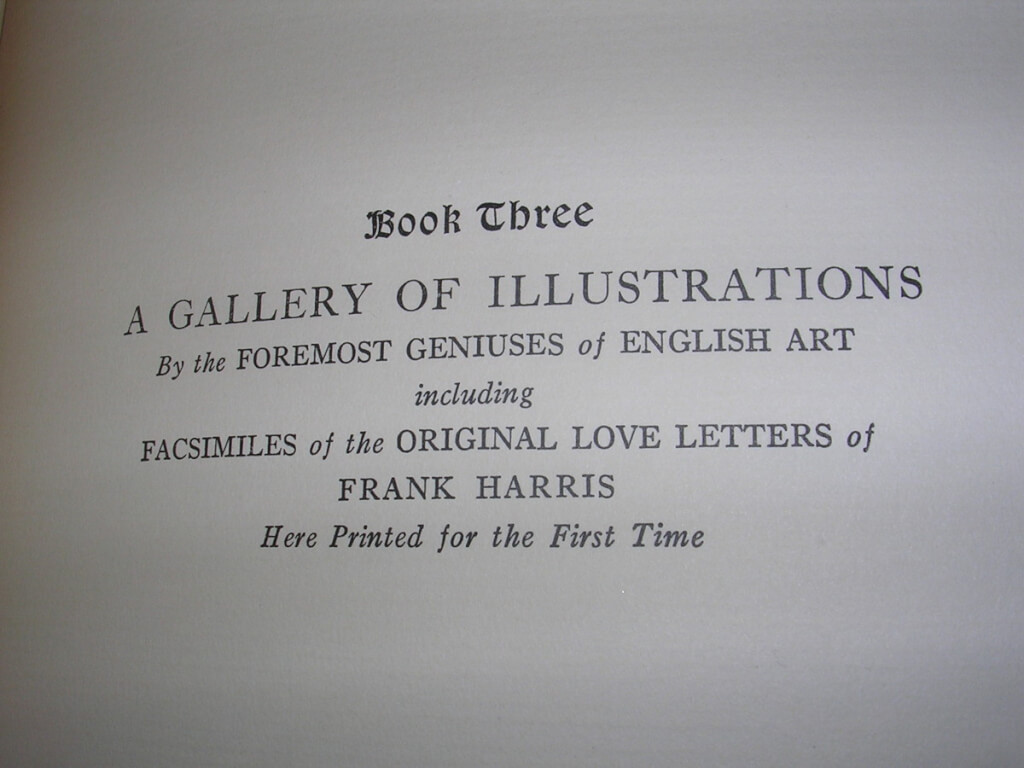 Book Three
A GALLERY OF ILLUSTRATIONS
By the FOREMOST GENIUSES of ENGLISH ART
including
FACSIMILES of the ORIGINAL LOVE LETTERS of
FRANK HARRIS
Here Printed for the First Time